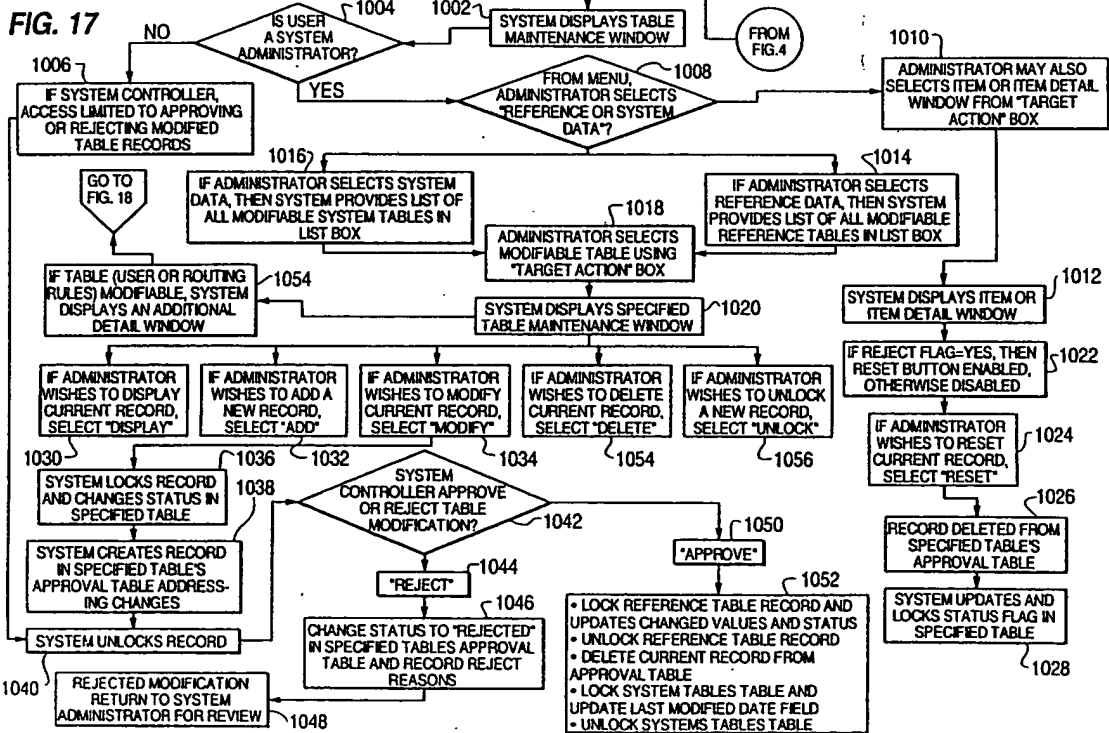 FIG. 17
IS USER
A SYSTEM
ADMINISTRATOR?
1004
NO
YES
1002
SYSTEM DISPLAYS TABLE
MAINTENANCE WINDOW
FROM
FIG.4
1006
IF SYSTEM CONTROLLER,
ACCESS LIMITED TO APPROVING
OR REJECTING MODIFIED
TABLE RECORDS
1008
FROM MENU,
ADMINISTRATOR SELECTS
"REFERENCE OR SYSTEM
DATA"?
1010
ADMINISTRATOR MAY ALSO
SELECTS ITEM OR ITEM DETAIL
WINDOW FROM "TARGET
ACTION" BOX
1016
IF ADMINISTRATOR SELECTS SYSTEM
DATA, THEN SYSTEM PROVIDES LIST OF
ALL MODIFIABLE SYSTEM TABLES IN
LIST BOX
1014
IF ADMINISTRATOR SELECTS
REFERENCE DATA, THEN SYSTEM
PROVIDES LIST OF ALL MODIFIABLE
REFERENCE TABLES IN LIST BOX
GO TO
FIG. 18
1018
ADMINISTRATOR SELECTS
MODIFIABLE TABLE USING
"TARGET ACTION" BOX
IF TABLE (USER OR ROUTING
RULES) MODIFIABLE, SYSTEM
DISPLAYS AN ADDITIONAL
DETAIL WINDOW
1054
SYSTEM DISPLAYS SPECIFIED
TABLE MAINTENANCE WINDOW
1020
SYSTEM DISPLAYS ITEM OR
ITEM DETAIL WINDOW
1012
IF REJECT FLAG=YES, THEN
RESET BUTTON ENABLED,
OTHERWISE DISABLED
1022
IF ADMINISTRATOR
WISHES TO DISPLAY
CURRENT RECORD,
SELECT "DISPLAY"
1030
IF ADMINISTRATOR
WISHES TO ADD A
NEW RECORD,
SELECT "ADD"
1032
IF ADMINISTRATOR
WISHES TO MODIFY
CURRENT RECORD,
SELECT "MODIFY"
1034
IF ADMINISTRATOR
WISHES TO DELETE
CURRENT RECORD,
SELECT "DELETE"
1054
IF ADMINISTRATOR
WISHES TO UNLOCK
A NEW RECORD,
SELECT "UNLOCK"
1056
IF ADMINISTRATOR
WISHES TO RESET
CURRENT RECORD,
SELECT "RESET"
1024
1036
SYSTEM LOCKS RECORD
AND CHANGES STATUS IN
SPECIFIED TABLE
1038
SYSTEM CREATES RECORD
IN SPECIFIED TABLE'S
APPROVAL TABLE ADDRESS-
ING CHANGES
SYSTEM UNLOCKS RECORD
1040
SYSTEM
CONTROLLER APPROVE
OR REJECT TABLE
MODIFICATION?
1042
"REJECT"
1044
1046
CHANGE STATUS TO "REJECTED"
IN SPECIFIED TABLES APPROVAL
TABLE AND RECORD REJECT
REASONS
REJECTED MODIFICATION
RETURN TO SYSTEM
ADMINISTRATOR FOR REVIEW
1048
1050
"APPROVE"
1052
• LOCK REFERENCE TABLE RECORD AND
UPDATES CHANGED VALUES AND STATUS
• UNLOCK REFERENCE TABLE RECORD
• DELETE CURRENT RECORD FROM
APPROVAL TABLE
• LOCK SYSTEM TABLES TABLE AND
UPDATE LAST MODIFIED DATE FIELD
• UNLOCK SYSTEMS TABLES TABLE
1026
RECORD DELETED FROM
SPECIFIED TABLE'S
APPROVAL TABLE
SYSTEM UPDATES AND
LOCKS STATUS FLAG IN
SPECIFIED TABLE
1028